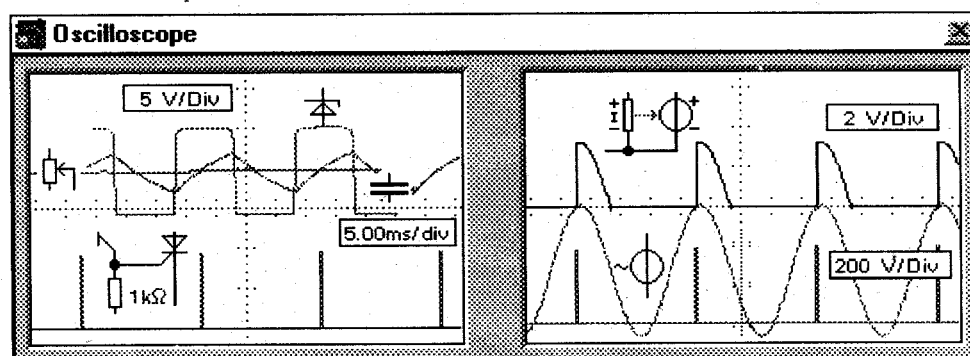 Oscilloscope
5 V/Div
5.00ms/div
1kΩ
+
I
-
+
-
2 V/Div
200 V/Div